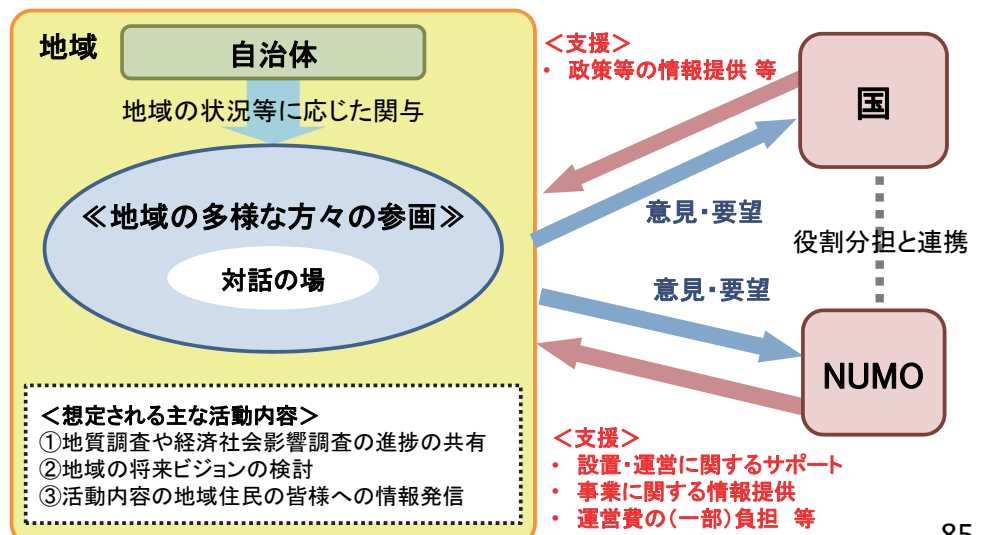 地域
自治体
地域の状況等に応じた関与
≪地域の多様な方々の参画≫
対話の場
＜想定される主な活動内容＞
①地質調査や経済社会影響調査の進捗の共有
②地域の将来ビジョンの検討
③活動内容の地域住民の皆様への情報発信
＜支援＞
・ 政策等の情報提供 等
国
意見・要望
役割分担と連携
意見・要望
NUMO
＜支援＞
・ 設置・運営に関するサポート
・ 事業に関する情報提供
・ 運営費の（一部）負担 等
85